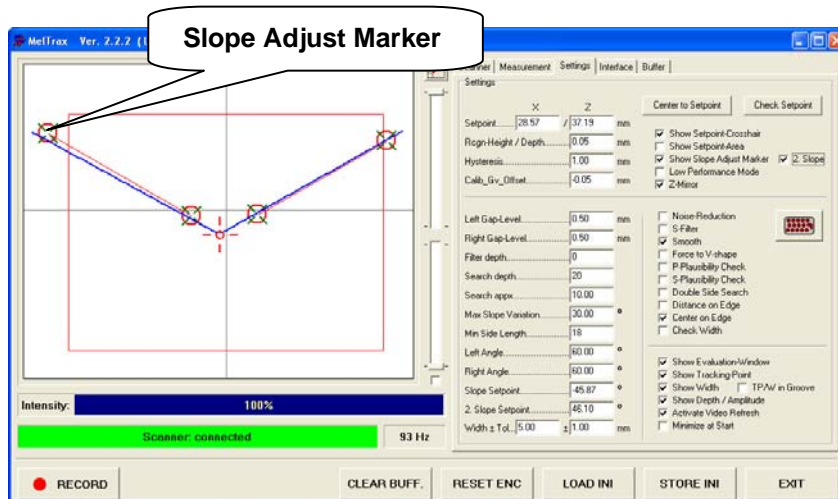 Slope Adjust Marker
MelTrax Ver. 2.2.2
Measurement Settings Interface Buffer
Settings
X Z
Setpoint 28.57 / 37.19 mm
Rcgn-Height / Depth 0.05 mm
Hysteresis 1.00 mm
Calib_Gv_Offset -0.05 mm
Center to Setpoint Check Setpoint
Show Setpoint-Crosshair
Show Setpoint-Area
Show Slope Adjust Marker 2. Slope
Low Performance Mode
Z-Mirror
Left Gap-Level 0.50 mm
Right Gap-Level 0.50 mm
Filter depth 0
Search depth 20
Search appx 10.00
Max Slope Variation 30.00 °
Min Side Length 18
Left Angle 60.00 °
Right Angle 60.00 °
Slope Setpoint -45.87 °
2. Slope Setpoint 46.10 °
Width ± Tol. 5.00 ± 1.00 mm
Noise-Reduction
S-Filter
Smooth
Force to V-shape
P-Plausibility Check
S-Plausibility Check
Double Side Search
Distance on Edge
Center on Edge
Check Width
Show Evaluation-Window
Show Tracking-Point
Show Width TP/W in Groove
Show Depth / Amplitude
Activate Video Refresh
Minimize at Start
Intensity: 100%
Scanner: connected 93 Hz
RECORD CLEAR BUFF. RESET ENC LOAD INI STORE INI EXIT